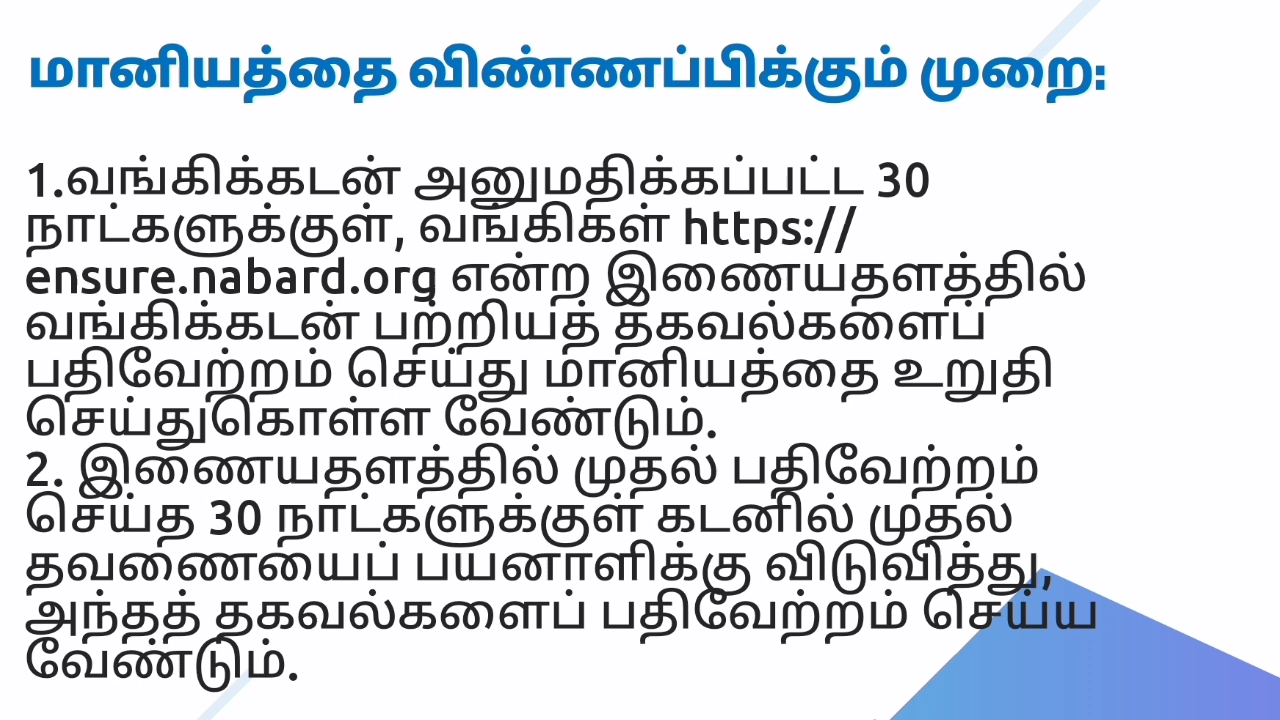 மானியத்தை விண்ணப்பிக்கும் முறை:
1.வங்கிக்கடன் அனுமதிக்கப்பட்ட 30
நாட்களுக்குள், வங்கிகள் https://
ensure.nabard.org என்ற இணையதளத்தில்
வங்கிக்கடன் பற்றியத் தகவல்களைப்
பதிவேற்றம் செய்து மானியத்தை உறுதி
செய்துகொள்ள வேண்டும்.
2. இணையதளத்தில் முதல் பதிவேற்றம்
செய்த 30 நாட்களுக்குள் கடனில் முதல்
தவணையைப் பயனாளிக்கு விடுவித்து,
அந்தத் தகவல்களைப் பதிவேற்றம் செய்ய
வேண்டும்.